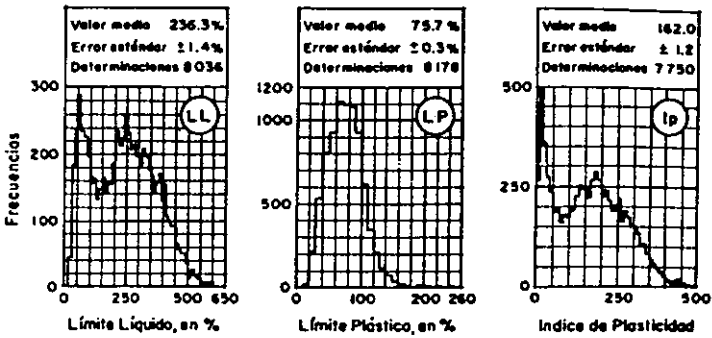 Valor medio 236.3%
Error estándar ±1.4%
Determinaciones 8036
LL
Frecuencias
300
200
100
0
0 250 500 650
Límite Líquido, en %
Valor medio 75.7 %
Error estándar ±0.3%
Determinaciones 8178
LP
1200
1000
500
0
0 100 200 260
Límite Plástico, en %
Valor medio 162.0
Error estándar ± 1.2
Determinaciones 7750
Ip
500
250
0
0 250 500
Indice de Plasticidad